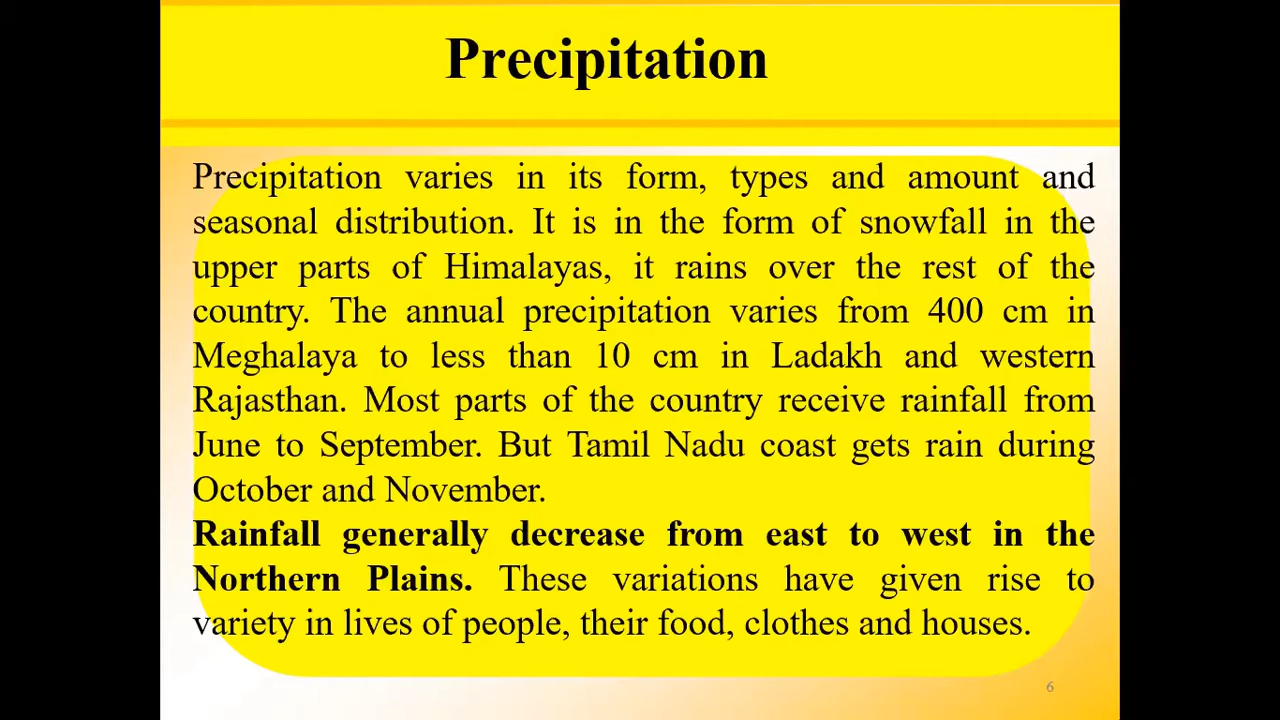 Precipitation
Precipitation varies in its form, types and amount and
seasonal distribution. It is in the form of snowfall in the
upper parts of Himalayas, it rains over the rest of the
country. The annual precipitation varies from 400 cm in
Meghalaya to less than 10 cm in Ladakh and western
Rajasthan. Most parts of the country receive rainfall from
June to September. But Tamil Nadu coast gets rain during
October and November.
Rainfall generally decrease from east to west in the
Northern Plains. These variations have given rise to
variety in lives of people, their food, clothes and houses.
6